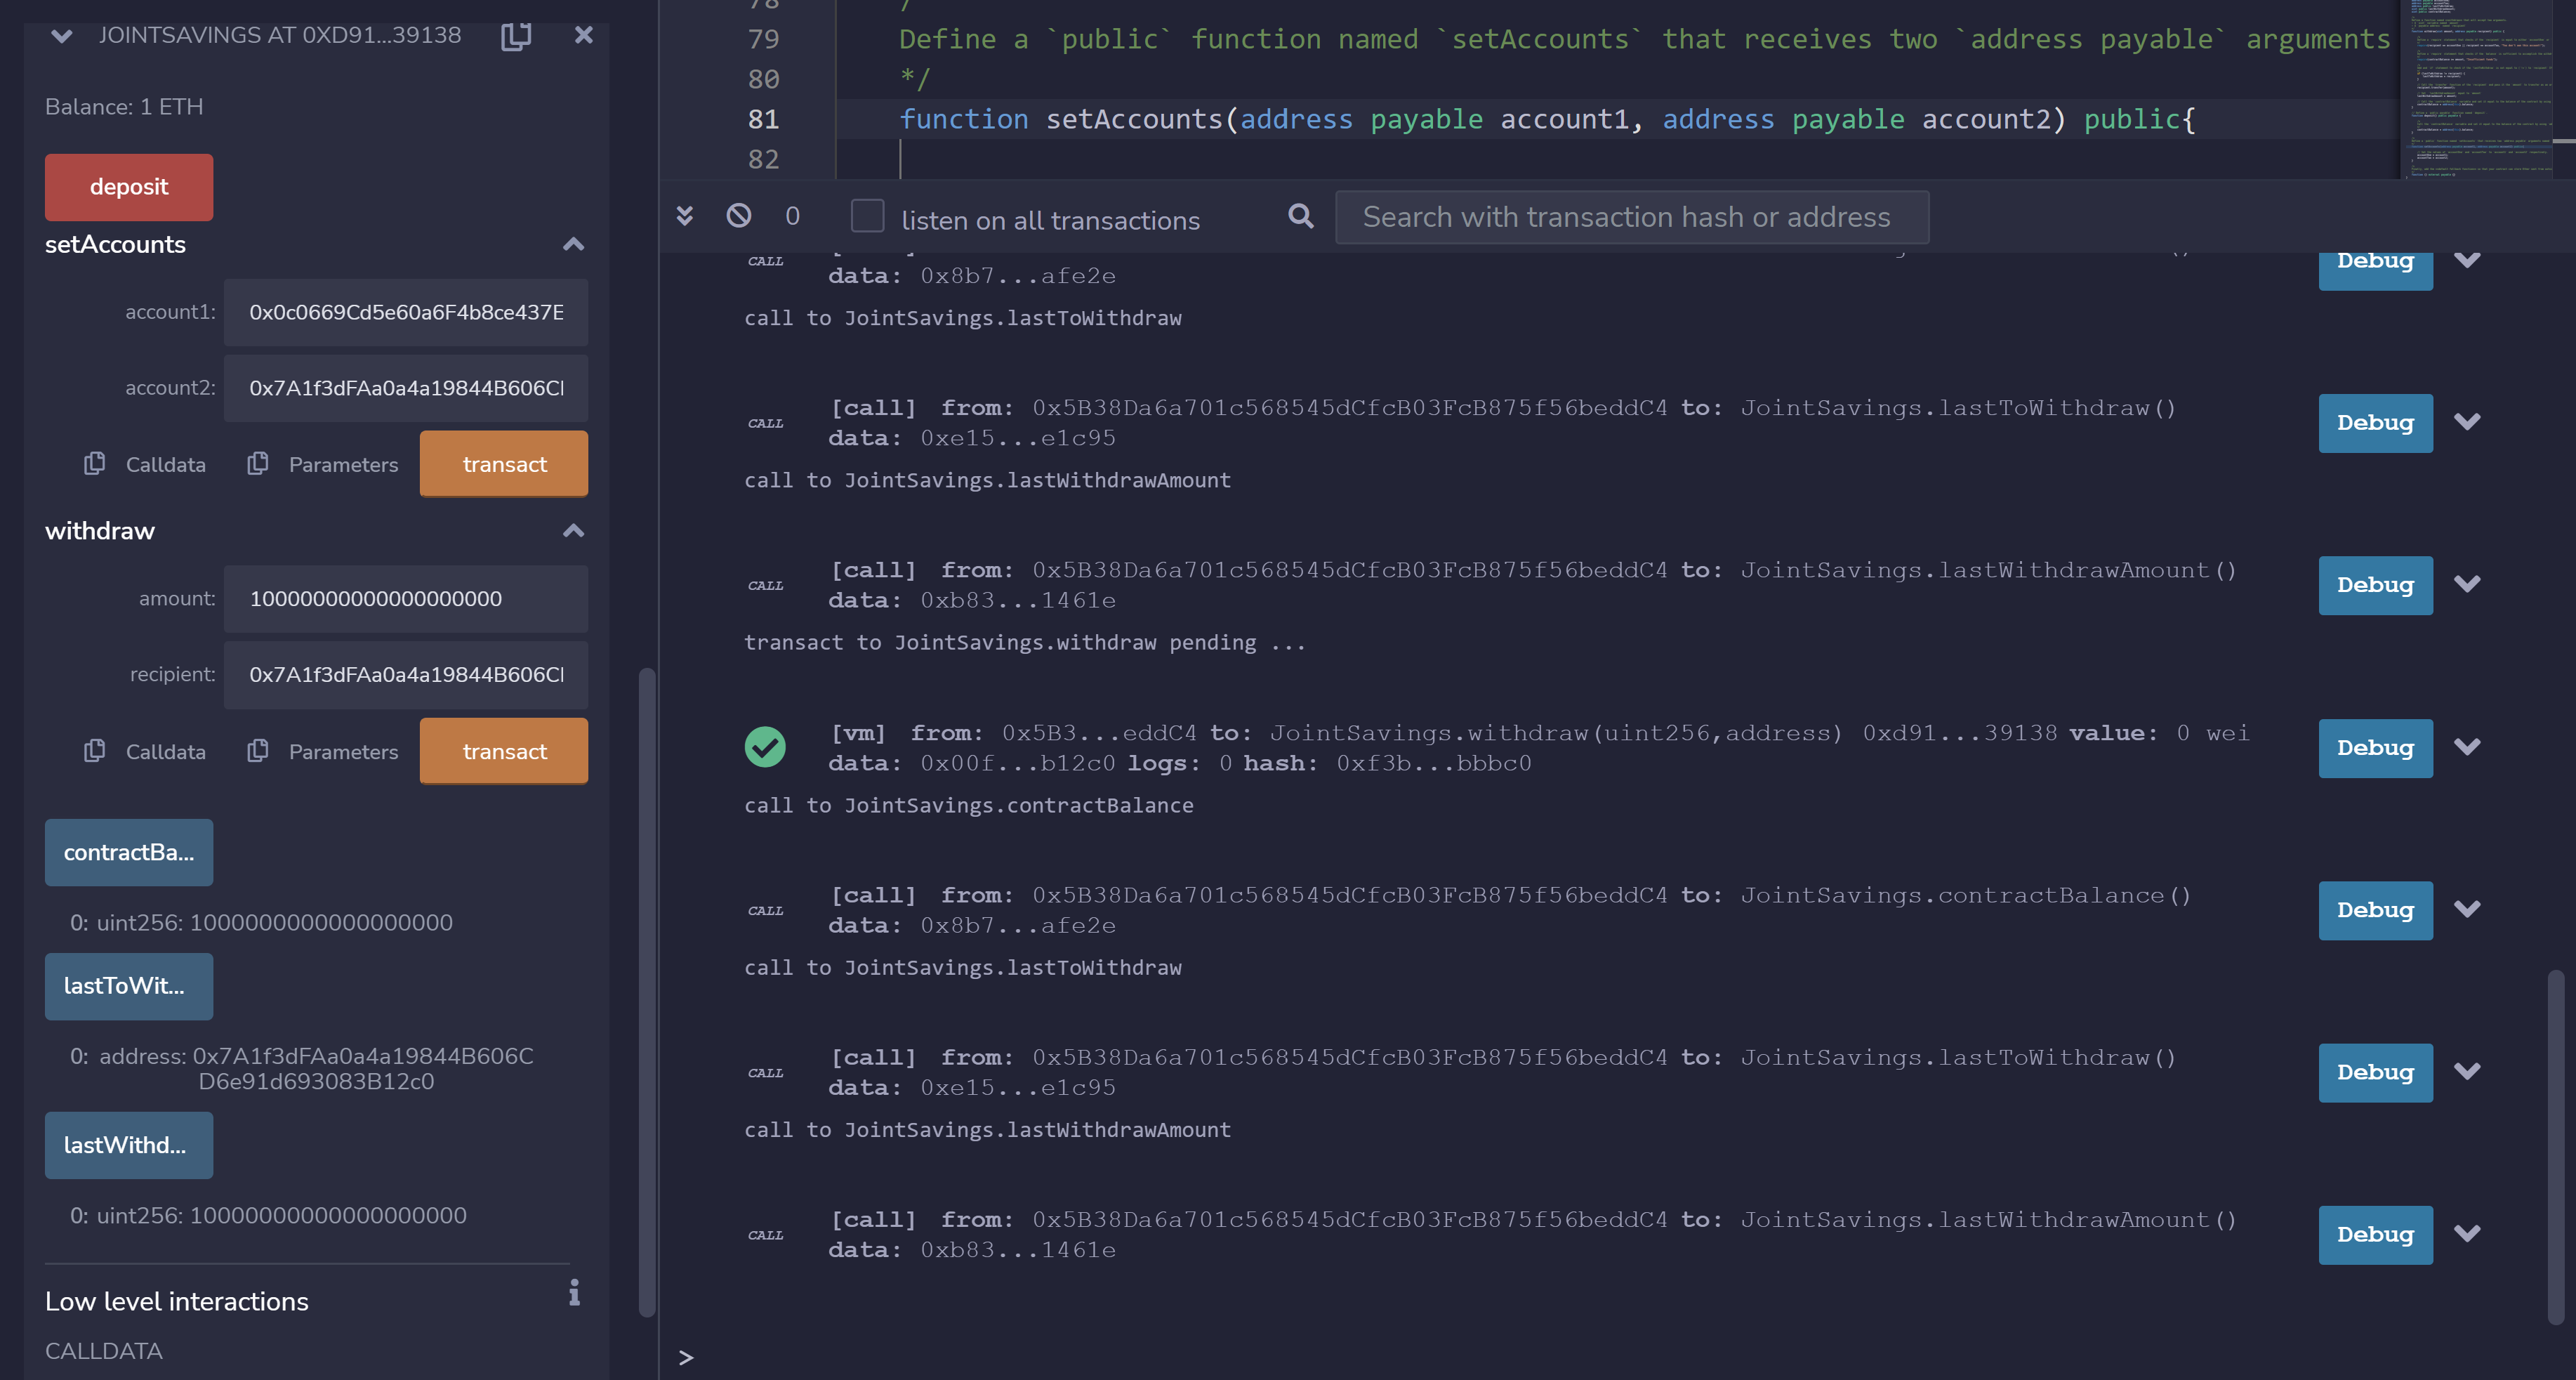 JOINTSAVINGS AT 0XD91...39138
Balance: 1 ETH
deposit
setAccounts
account1: 0x0c0669Cd5e60a6F4b8ce437E
account2: 0x7A1f3dFAa0a4a19844B606C
Calldata Parameters transact
withdraw
amount: 10000000000000000000
recipient: 0x7A1f3dFAa0a4a19844B606C
Calldata Parameters transact
contractBa...
0: uint256: 1000000000000000000
lastToWit...
0: address: 0x7A1f3dFAa0a4a19844B606C
D6e91d693083B12c0
lastWithd...
0: uint256: 10000000000000000000
Low level interactions
CALLDATA
78 /
79 Define a `public` function named `setAccounts` that receives two `address payable` arguments
80 */
81 function setAccounts(address payable account1, address payable account2) public{
82
0 listen on all transactions Search with transaction hash or address
CALL Debug
data: 0x8b7...afe2e
call to JointSavings.lastToWithdraw
CALL [call] from: 0x5B38Da6a701c568545dCfcB03FcB875f56beddC4 to: JointSavings.lastToWithdraw() Debug
data: 0xe15...e1c95
call to JointSavings.lastWithdrawAmount
CALL [call] from: 0x5B38Da6a701c568545dCfcB03FcB875f56beddC4 to: JointSavings.lastWithdrawAmount() Debug
data: 0xb83...1461e
transact to JointSavings.withdraw pending ...
[vm] from: 0x5B3...eddC4 to: JointSavings.withdraw(uint256,address) 0xd91...39138 value: 0 wei Debug
data: 0x00f...b12c0 logs: 0 hash: 0xf3b...bbbc0
call to JointSavings.contractBalance
CALL [call] from: 0x5B38Da6a701c568545dCfcB03FcB875f56beddC4 to: JointSavings.contractBalance() Debug
data: 0x8b7...afe2e
call to JointSavings.lastToWithdraw
CALL [call] from: 0x5B38Da6a701c568545dCfcB03FcB875f56beddC4 to: JointSavings.lastToWithdraw() Debug
data: 0xe15...e1c95
call to JointSavings.lastWithdrawAmount
CALL [call] from: 0x5B38Da6a701c568545dCfcB03FcB875f56beddC4 to: JointSavings.lastWithdrawAmount() Debug
data: 0xb83...1461e
>